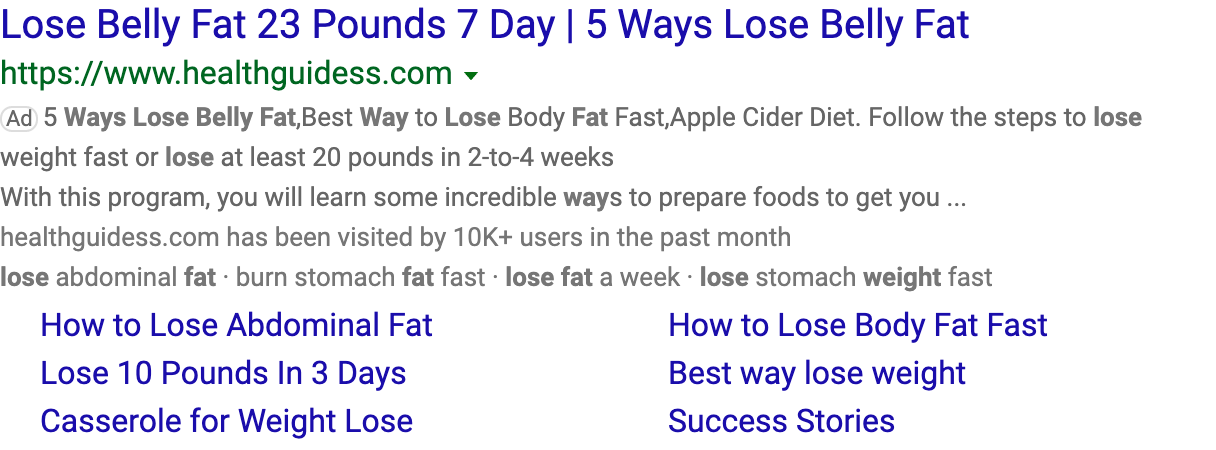 Lose Belly Fat 23 Pounds 7 Day | 5 Ways Lose Belly Fat
https://www.healthguidess.com
Ad 5 Ways Lose Belly Fat,Best Way to Lose Body Fat Fast,Apple Cider Diet. Follow the steps to lose
weight fast or lose at least 20 pounds in 2-to-4 weeks
With this program, you will learn some incredible ways to prepare foods to get you ...
healthguidess.com has been visited by 10K+ users in the past month
lose abdominal fat · burn stomach fat fast · lose fat a week · lose stomach weight fast
How to Lose Abdominal Fat
How to Lose Body Fat Fast
Lose 10 Pounds In 3 Days
Best way lose weight
Casserole for Weight Lose
Success Stories